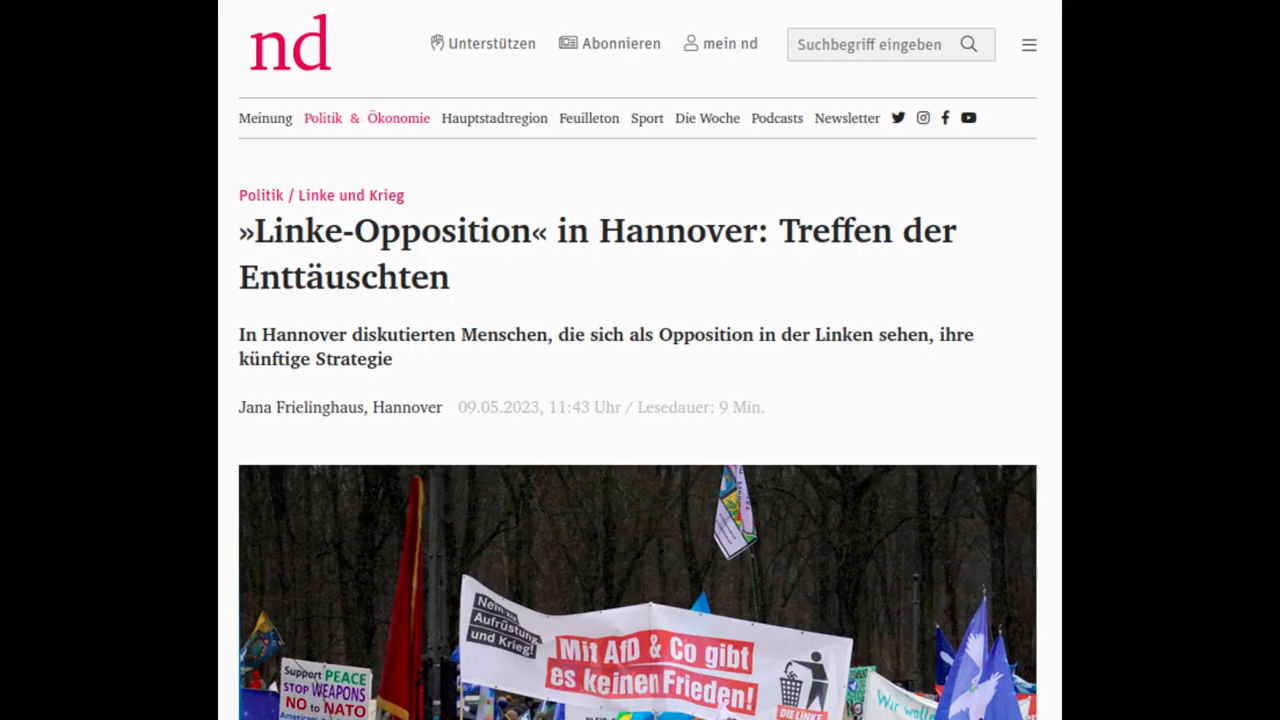 nd
Unterstützen Abonnieren mein nd Suchbegriff eingeben
Meinung Politik & Ökonomie Hauptstadtregion Feuilleton Sport Die Woche Podcasts Newsletter
Politik / Linke und Krieg
»Linke-Opposition« in Hannover: Treffen der
Enttäuschten
In Hannover diskutierten Menschen, die sich als Opposition in der Linken sehen, ihre
künftige Strategie
Jana Frielinghaus, Hannover 09.05.2023, 11:43 Uhr / Lesedauer: 9 Min.
Nein zu
Aufrüstung
und Krieg!
Mit AfD & Co gibt
es keinen Frieden!
DIE LINKE
Support PEACE
STOP WEAPONS
NO to NATO
Wir wolle